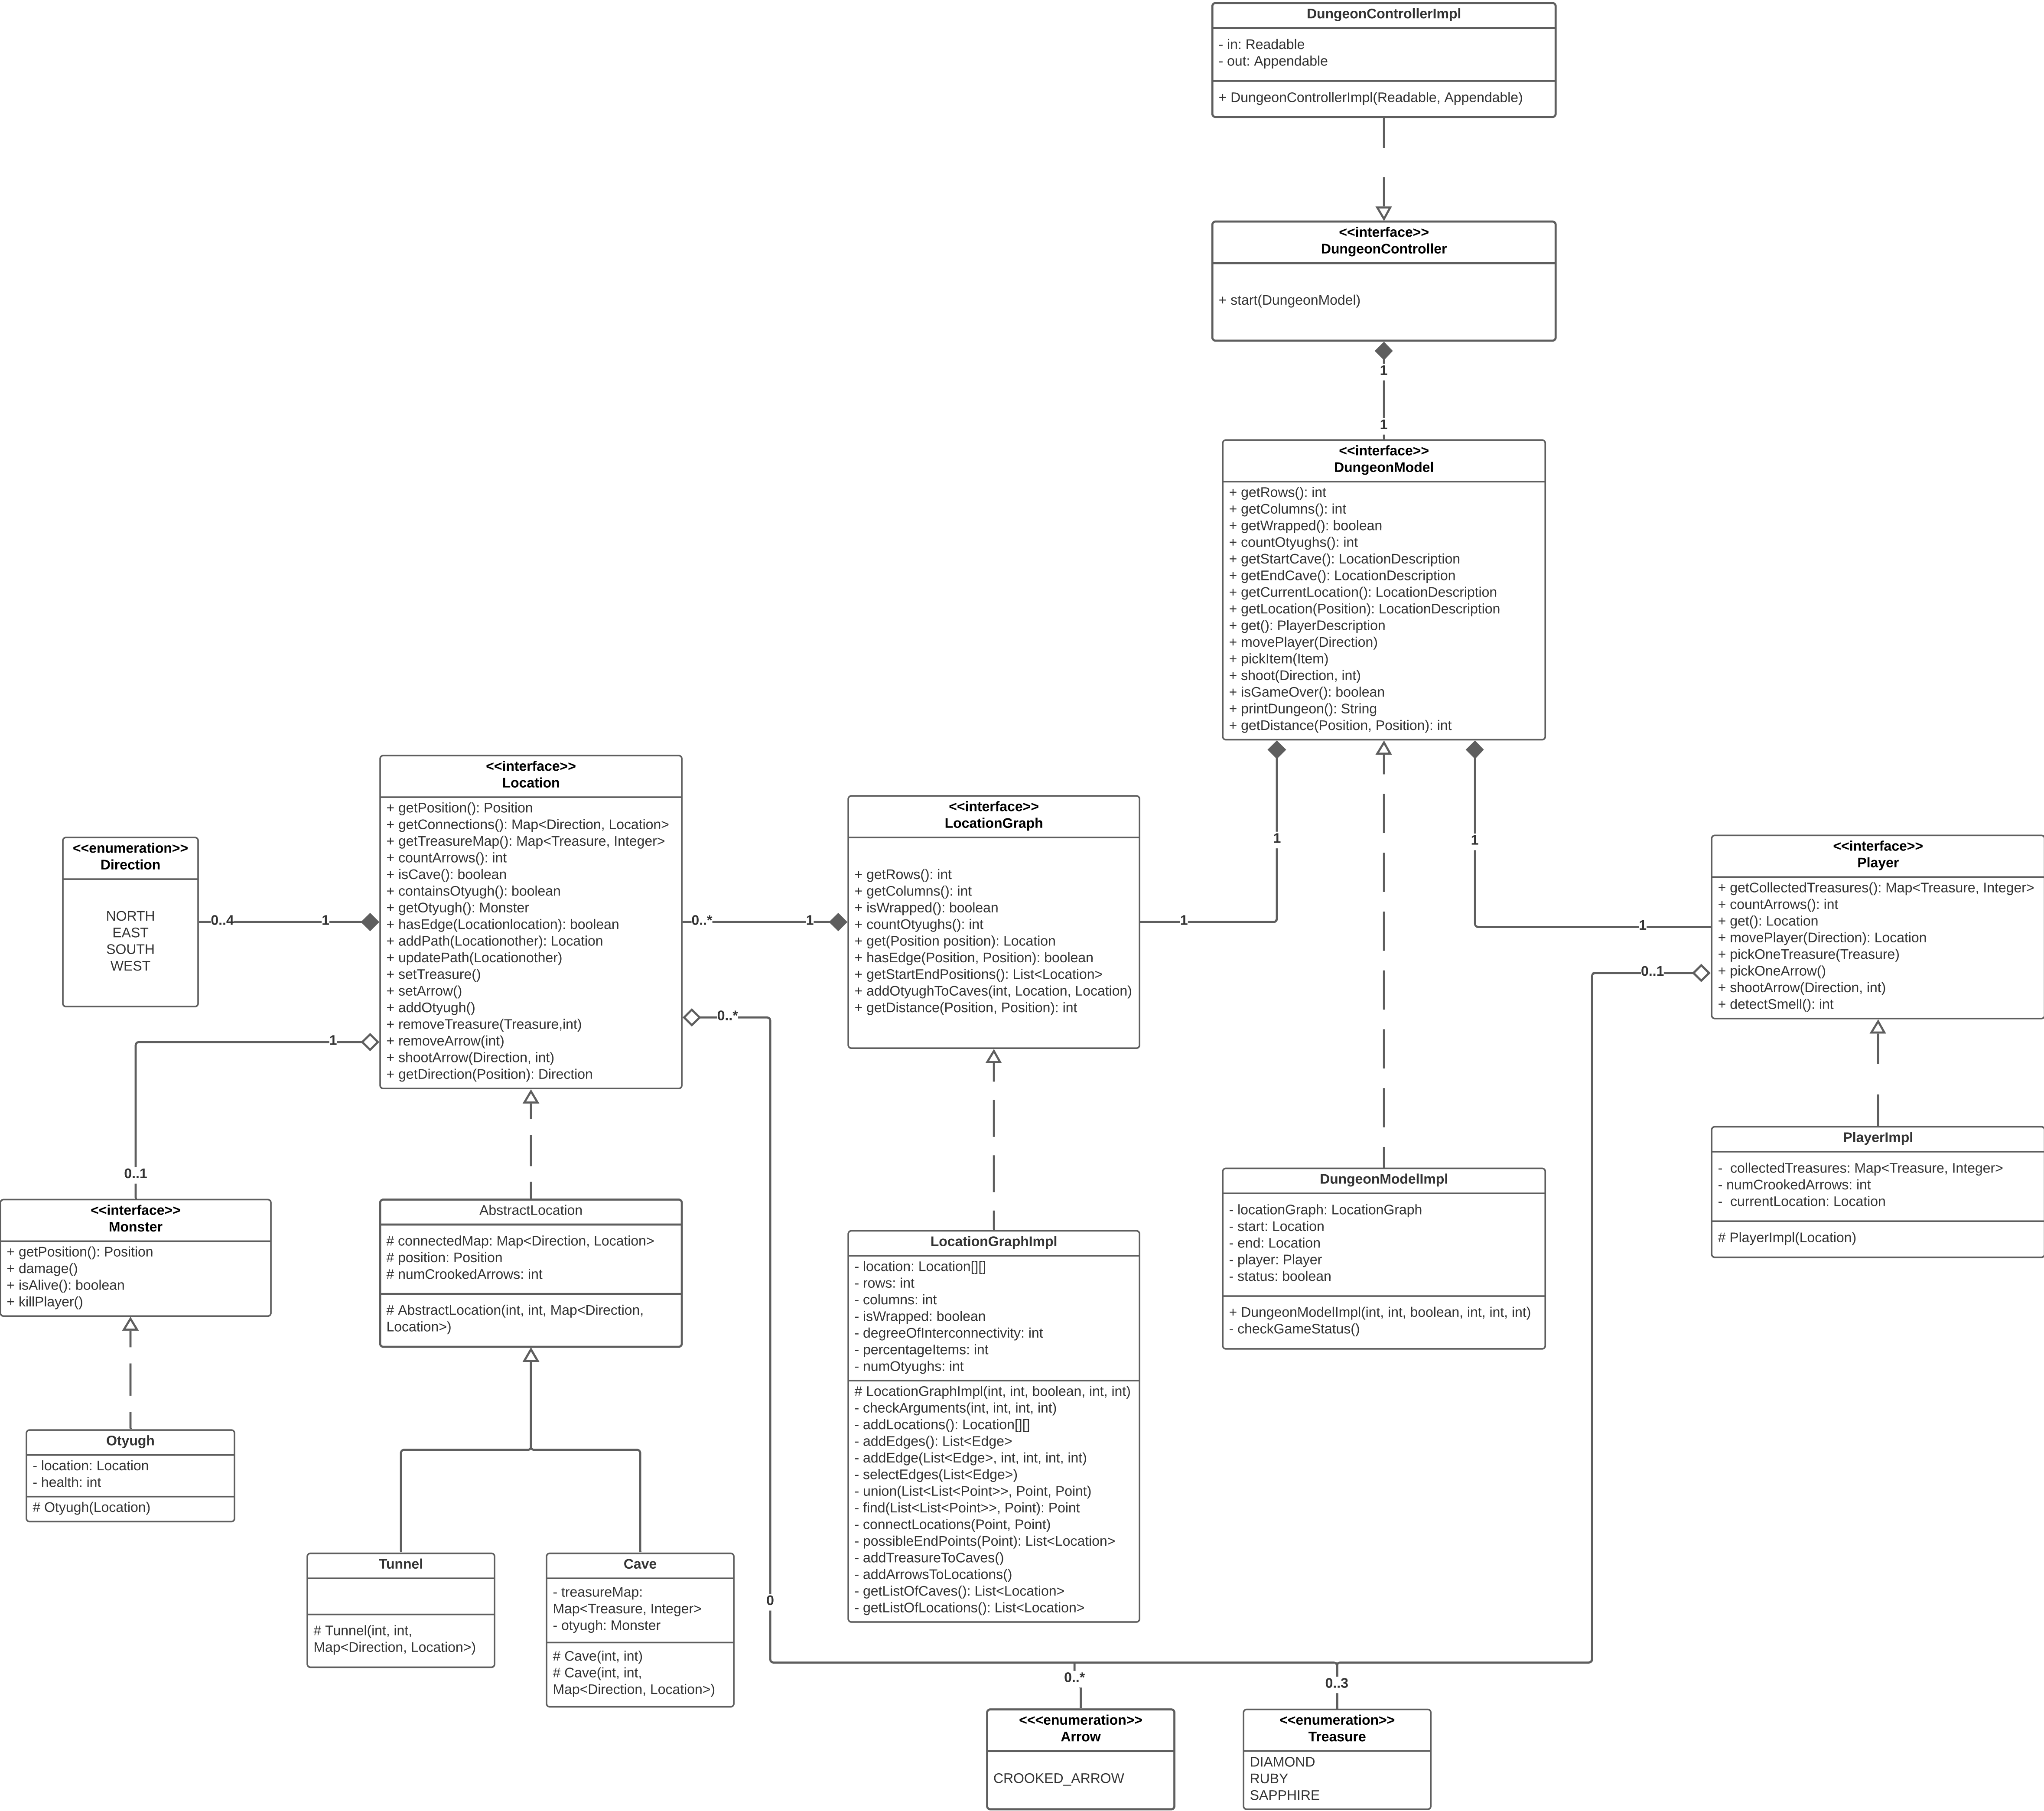 DungeonControllerImpl
- in: Readable
- out: Appendable
+ DungeonControllerImpl(Readable, Appendable)
<<interface>>
DungeonController
+ start(DungeonModel)
1
1
<<interface>>
DungeonModel
+ getRows(): int
+ getColumns(): int
+ getWrapped(): boolean
+ countOtyughs(): int
+ getStartCave(): LocationDescription
+ getEndCave(): LocationDescription
+ getCurrentLocation(): LocationDescription
+ getLocation(Position): LocationDescription
+ get(): PlayerDescription
+ movePlayer(Direction)
+ pickItem(Item)
+ shoot(Direction, int)
+ isGameOver(): boolean
+ printDungeon(): String
+ getDistance(Position, Position): int
1
1
1
1
<<enumeration>>
Direction
NORTH
EAST
SOUTH
WEST
0..4
1
<<interface>>
Location
+ getPosition(): Position
+ getConnections(): Map<Direction, Location>
+ getTreasureMap(): Map<Treasure, Integer>
+ countArrows(): int
+ isCave(): boolean
+ containsOtyugh(): boolean
+ getOtyugh(): Monster
+ hasEdge(Locationlocation): boolean
+ addPath(Locationother): Location
+ updatePath(Locationother)
+ setTreasure()
+ setArrow()
+ addOtyugh()
+ removeTreasure(Treasure,int)
+ removeArrow(int)
+ shootArrow(Direction, int)
+ getDirection(Position): Direction
0..*
1
0..*
1
0..1
<<interface>>
LocationGraph
+ getRows(): int
+ getColumns(): int
+ isWrapped(): boolean
+ countOtyughs(): int
+ get(Position position): Location
+ hasEdge(Position, Position): boolean
+ getStartEndPositions(): List<Location>
+ addOtyughToCaves(int, Location, Location)
+ getDistance(Position, Position): int
<<interface>>
Player
+ getCollectedTreasures(): Map<Treasure, Integer>
+ countArrows(): int
+ get(): Location
+ movePlayer(Direction): Location
+ pickOneTreasure(Treasure)
+ pickOneArrow()
+ shootArrow(Direction, int)
+ detectSmell(): int
0..1
<<interface>>
Monster
+ getPosition(): Position
+ damage()
+ isAlive(): boolean
+ killPlayer()
AbstractLocation
# connectedMap: Map<Direction, Location>
# position: Position
# numCrookedArrows: int
# AbstractLocation(int, int, Map<Direction,
Location>)
LocationGraphImpl
- location: Location[][]
- rows: int
- columns: int
- isWrapped: boolean
- degreeOfInterconnectivity: int
- percentageItems: int
- numOtyughs: int
# LocationGraphImpl(int, int, boolean, int, int)
- checkArguments(int, int, int, int)
- addLocations(): Location[][]
- addEdges(): List<Edge>
- addEdge(List<Edge>, int, int, int, int)
- selectEdges(List<Edge>)
- union(List<List<Point>>, Point, Point)
- find(List<List<Point>>, Point): Point
- connectLocations(Point, Point)
- possibleEndPoints(Point): List<Location>
- addTreasureToCaves()
- addArrowsToLocations()
- getListOfCaves(): List<Location>
- getListOfLocations(): List<Location>
DungeonModelImpl
- locationGraph: LocationGraph
- start: Location
- end: Location
- player: Player
- status: boolean
+ DungeonModelImpl(int, int, boolean, int, int, int)
- checkGameStatus()
PlayerImpl
-  collectedTreasures: Map<Treasure, Integer>
- numCrookedArrows: int
-  currentLocation: Location
# PlayerImpl(Location)
Otyugh
- location: Location
- health: int
# Otyugh(Location)
Tunnel
# Tunnel(int, int,
Map<Direction, Location>)
Cave
- treasureMap:
Map<Treasure, Integer>
- otyugh: Monster
# Cave(int, int)
# Cave(int, int,
Map<Direction, Location>)
0
0..*
0..3
<<<enumeration>>
Arrow
CROOKED_ARROW
<<enumeration>>
Treasure
DIAMOND
RUBY
SAPPHIRE